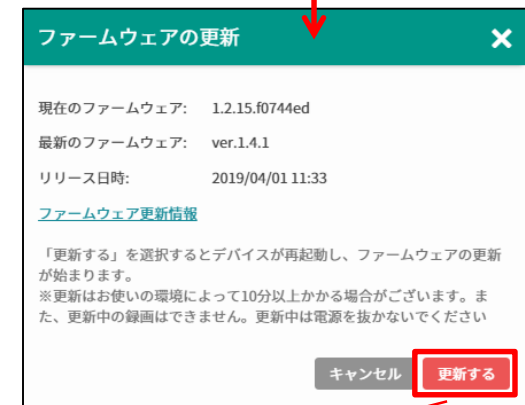 ファームウェアの更新
現在のファームウェア: 1.2.15.f0744ed
最新のファームウェア: ver.1.4.1
リリース日時: 2019/04/01 11:33
ファームウェア更新情報
「更新する」を選択するとデバイスが再起動し、ファームウェアの更新
が始まります。
※更新はお使いの環境によって10分以上かかる場合がございます。ま
た、更新中の録画はできません。更新中は電源を抜かないでください
キャンセル 更新する